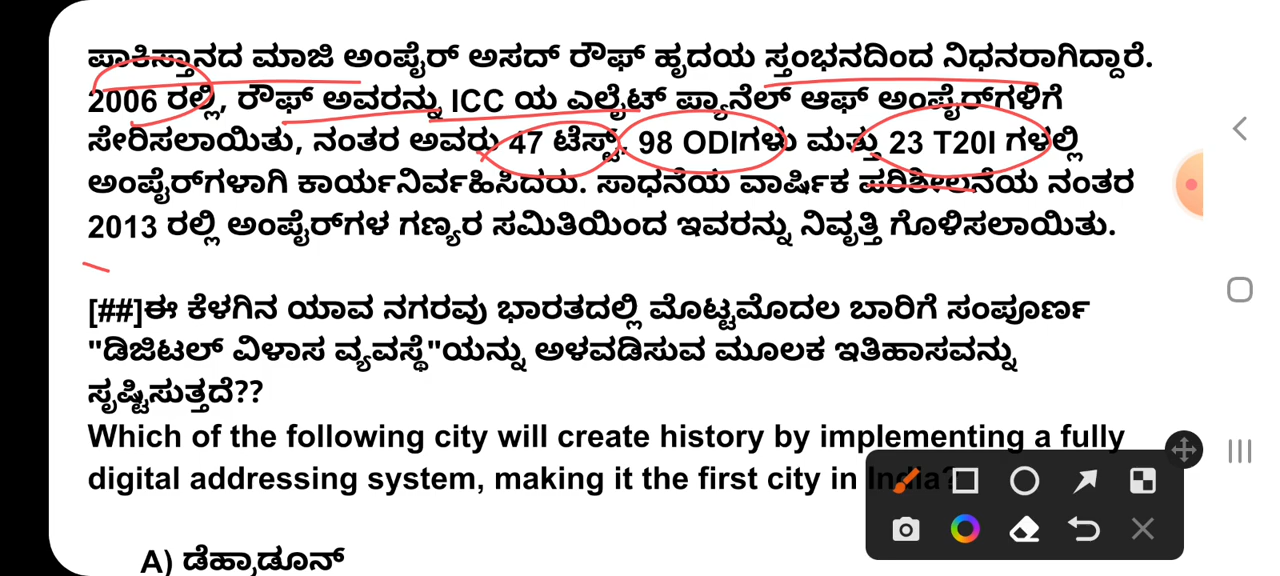 ಪಾಕಿಸ್ತಾನದ ಮಾಜಿ ಅಂಪೈರ್ ಅಸದ್ ರೌಫ್ ಹೃದಯ ಸ್ತಂಭನದಿಂದ ನಿಧನರಾಗಿದ್ದಾರೆ.
2006 ರಲ್ಲಿ, ರೌಫ್ ಅವರನ್ನು ICC ಯ ಎಲೈಟ್ ಪ್ಯಾನೆಲ್ ಆಫ್ ಅಂಪೈರ್‌ಗಳಿಗೆ
ಸೇರಿಸಲಾಯಿತು, ನಂತರ ಅವರು 47 ಟೆಸ್ಟ್. 98 ODIಗಳು ಮತ್ತು 23 T20I ಗಳಲ್ಲಿ
ಅಂಪೈರ್‌ಗಳಾಗಿ ಕಾರ್ಯನಿರ್ವಹಿಸಿದರು. ಸಾಧನೆಯ ವಾರ್ಷಿಕ ಪರಿಶೀಲನೆಯ ನಂತರ
2013 ರಲ್ಲಿ ಅಂಪೈರ್‌ಗಳ ಗಣ್ಯರ ಸಮಿತಿಯಿಂದ ಇವರನ್ನು ನಿವೃತ್ತಿ ಗೊಳಿಸಲಾಯಿತು.
[##]ಈ ಕೆಳಗಿನ ಯಾವ ನಗರವು ಭಾರತದಲ್ಲಿ ಮೊಟ್ಟಮೊದಲ ಬಾರಿಗೆ ಸಂಪೂರ್ಣ
"ಡಿಜಿಟಲ್ ವಿಳಾಸ ವ್ಯವಸ್ಥೆ"ಯನ್ನು ಅಳವಡಿಸುವ ಮೂಲಕ ಇತಿಹಾಸವನ್ನು
ಸೃಷ್ಟಿಸುತ್ತದೆ??
Which of the following city will create history by implementing a fully
digital addressing system, making it the first city in India?
A) ಡೆಹ್ರಾಡೂನ್